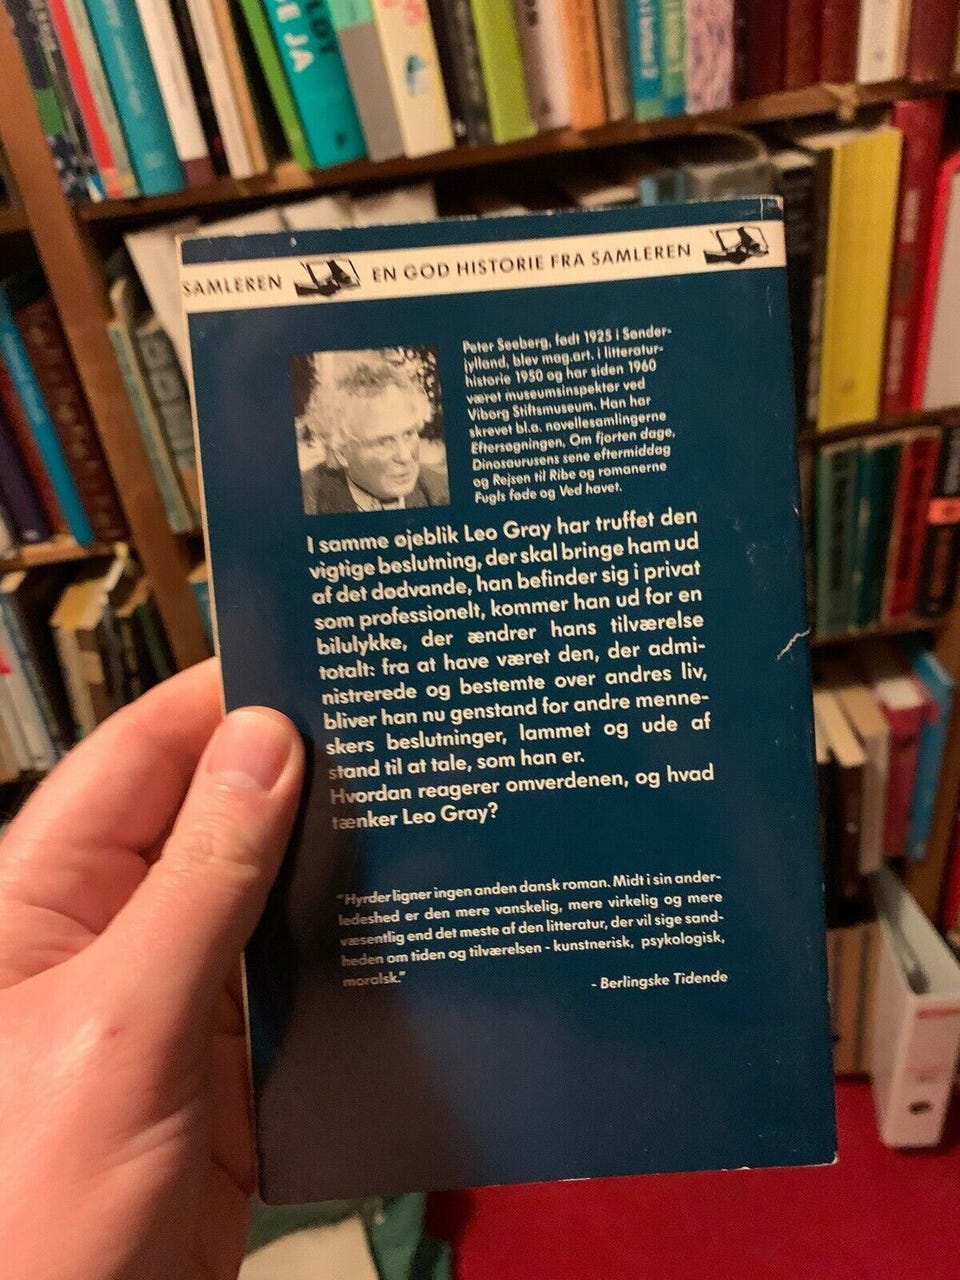 SAMLEREN EN GOD HISTORIE FRA SAMLEREN
Peter Seeberg, født 1925 i Sønder-
jylland, blev mag.art. i litteratur-
historie 1950 og har siden 1960
været museumsinspektør ved
Viborg Stiftsmuseum. Han har
skrevet bl.a. novellesamlingerne
Eftersøgningen, Om fjorten dage,
Dinosaurusens sene eftermiddag
og Rejsen til Ribe og romanerne
Fugls føde og Ved havet.
I samme øjeblik Leo Gray har truffet den
vigtige beslutning, der skal bringe ham ud
af det dødvande, han befinder sig i privat
som professionelt, kommer han ud for en
bilulykke, der ændrer hans tilværelse
totalt: fra at have været den, der admi-
nistrerede og bestemte over andres liv,
bliver han nu genstand for andre menne-
skers beslutninger, lammet og ude af
stand til at tale, som han er.
Hvordan reagerer omverdenen, og hvad
tænker Leo Gray?
"Hyrder ligner ingen anden dansk roman. Midt i sin ander-
ledeshed er den mere vanskelig, mere virkelig og mere
væsentlig end det meste af den litteratur, der vil sige sand-
heden om tiden og tilværelsen - kunstnerisk, psykologisk,
moralsk."
- Berlingske Tidende